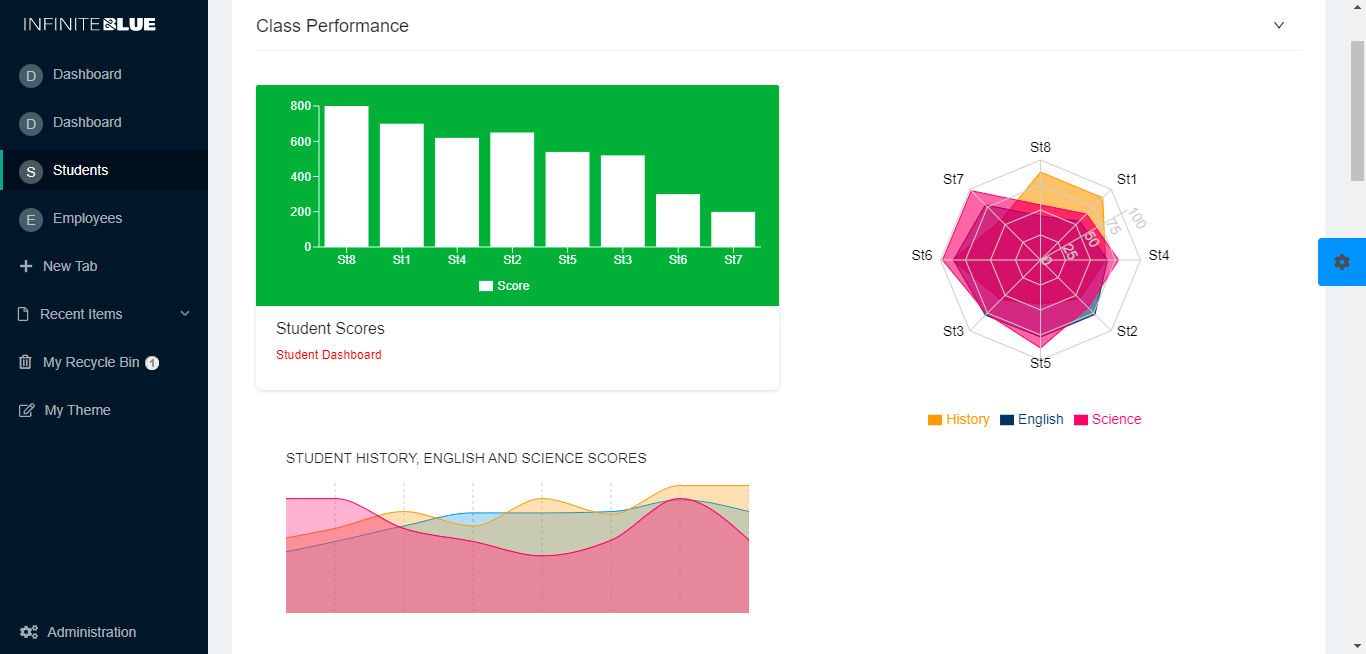 INFINITE BLUE
D Dashboard
D Dashboard
S Students
E Employees
New Tab
Recent Items
My Recycle Bin 1
My Theme
Administration
Class Performance
800
600
400
200
0
St8 St1 St4 St2 St5 St3 St6 St7
Score
Student Scores
Student Dashboard
St8
St7 St1
100
75
50
25
0
St6 St4
St3 St2
St5
History English Science
STUDENT HISTORY, ENGLISH AND SCIENCE SCORES